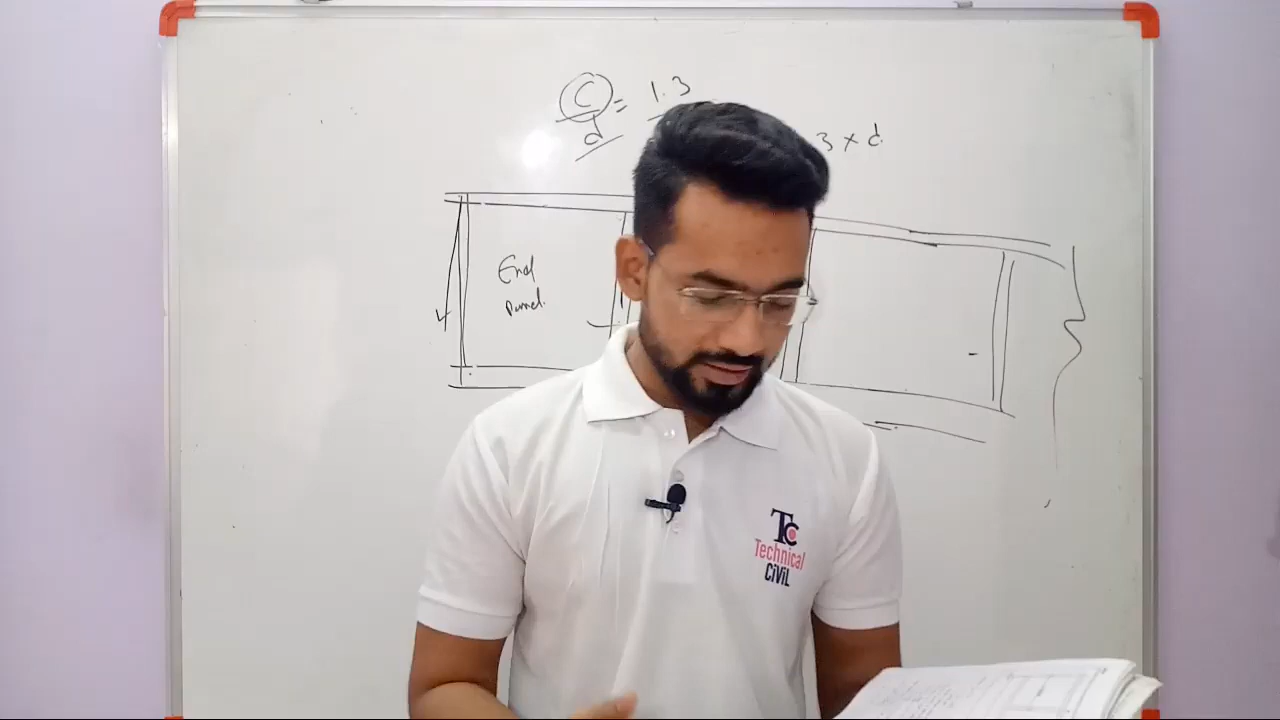 C/d = 1.3
3 × d
End
Panel.
TC
Technical
CiViL